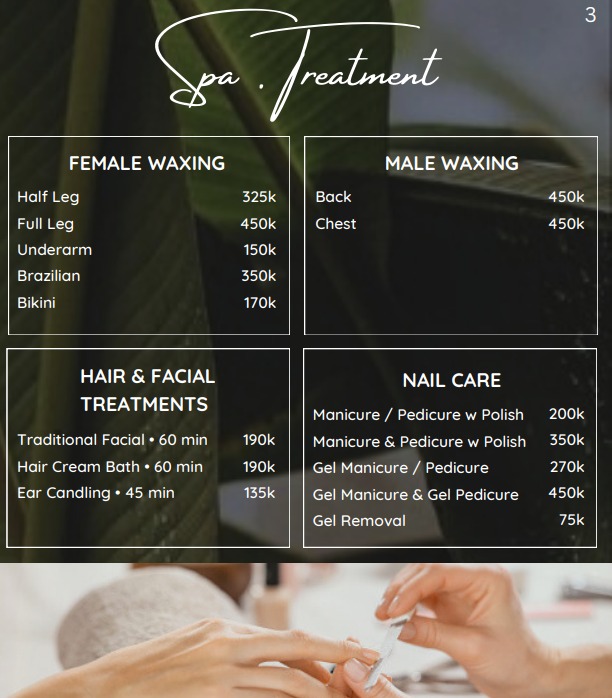 3
Spa . Treatment
FEMALE WAXING
Half Leg 325k
Full Leg 450k
Underarm 150k
Brazilian 350k
Bikini 170k
MALE WAXING
Back 450k
Chest 450k
HAIR & FACIAL
TREATMENTS
Traditional Facial • 60 min 190k
Hair Cream Bath • 60 min 190k
Ear Candling • 45 min 135k
NAIL CARE
Manicure / Pedicure w Polish 200k
Manicure & Pedicure w Polish 350k
Gel Manicure / Pedicure 270k
Gel Manicure & Gel Pedicure 450k
Gel Removal 75k